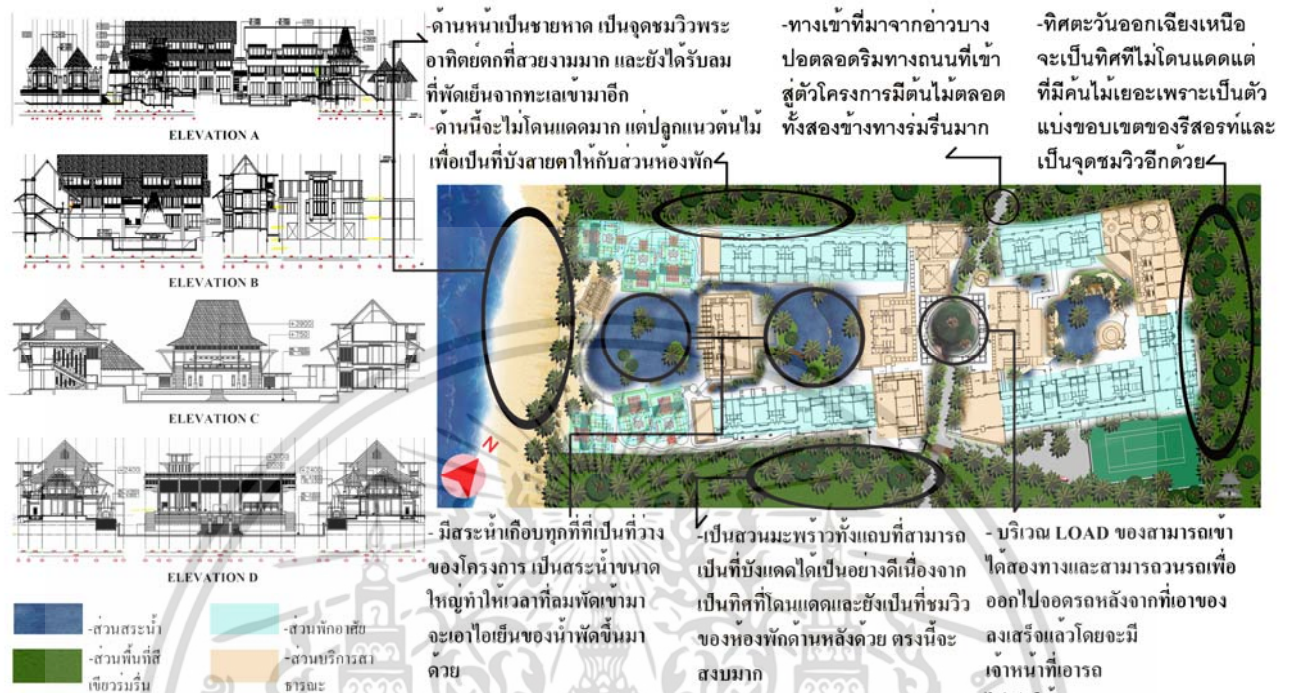 -ด้านหน้าเป็นชายหาด เป็นจุดชมวิวพระ
อาทิตย์ตกที่สวยงามมาก และยังได้รับลม
ที่พัดเย็นจากทะเลเข้ามาอีก
-ด้านนี้จะไม่โดนแดดมาก แต่ปลูกแนวต้นไม้
เพื่อเป็นที่บังสายตาให้กับส่วนห้องพัก
-ทางเข้าที่มาจากอ่าวบาง
ปอตลอดริมทางถนนที่เข้า
สู่ตัวโครงการมีต้นไม้ตลอด
ทั้งสองข้างทางร่มรื่นมาก
-ทิศตะวันออกเฉียงเหนือ
จะเป็นทิศที่ไม่โดนแดดแต่
ที่มีต้นไม้เยอะเพราะเป็นตัว
แบ่งขอบเขตของรีสอรท์และ
เป็นจุดชมวิวอีกด้วย
ELEVATION A
ELEVATION B
ELEVATION C
ELEVATION D
N
- มีสระน้ำเกือบทุกที่ที่เป็นที่ว่าง
ของโครงการ เป็นสระน้ำขนาด
ใหญ่ทำให้เวลาที่ลมพัดเข้ามา
จะเอาไอเย็นของน้ำพัดขึ้นมา
ด้วย
-เป็นสวนมะพร้าวทั้งแถบที่สามารถ
เป็นที่บังแดดได้เป็นอย่างดีเนื่องจาก
เป็นทิศที่โดนแดดและยังเป็นที่ชมวิว
ของห้องพักด้านหลังด้วย ตรงนี้จะ
สงบมาก
- บริเวณ LOAD ของสามารถเข้า
ได้สองทางและสามารถวนรถเพื่อ
ออกไปจอดรถหลังจากที่เอาของ
ลงเสร็จแล้วโดยจะมี
เจ้าหน้าที่เอารถ
-ส่วนสระน้ำ
-ส่วนพักอาศัย
-ส่วนพื้นที่สี
เขียวร่มรื่น
-ส่วนบริการสา
ธารณะ